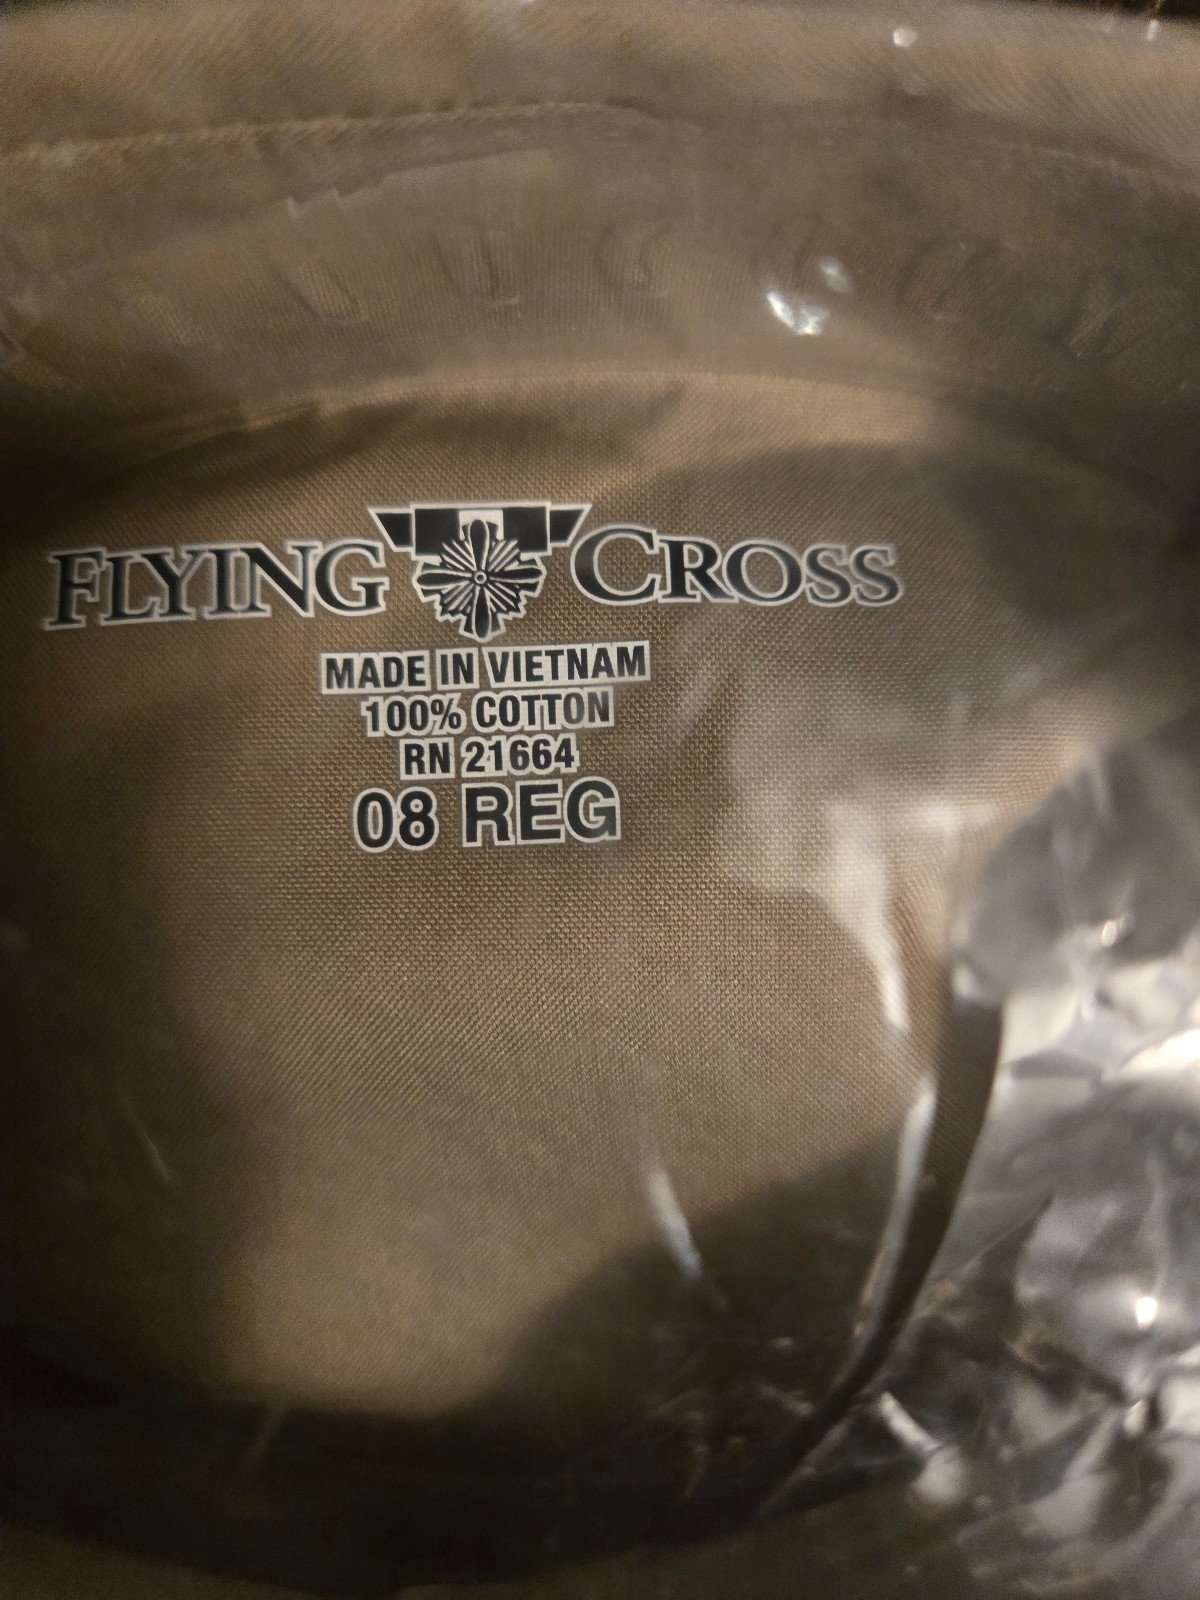 FLYING CROSS
MADE IN VIETNAM
100% COTTON
RN 21664
08 REG